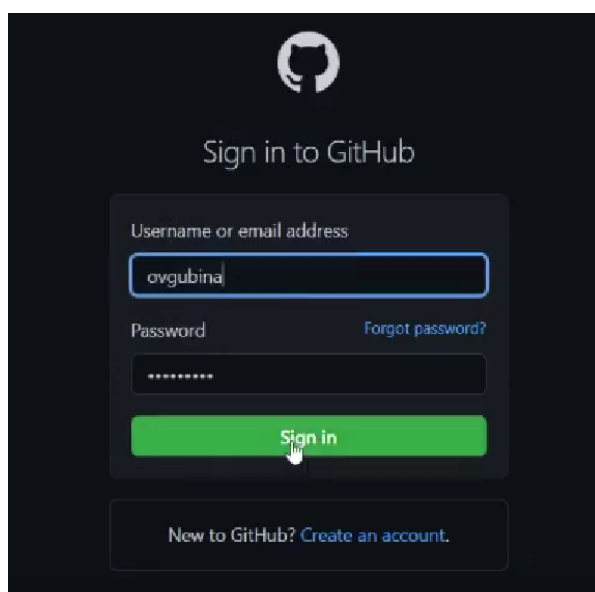 Sign in to GitHub
Username or email address
ovgubina
Password Forgot password?
•••••••••
Sign in
New to GitHub? Create an account.